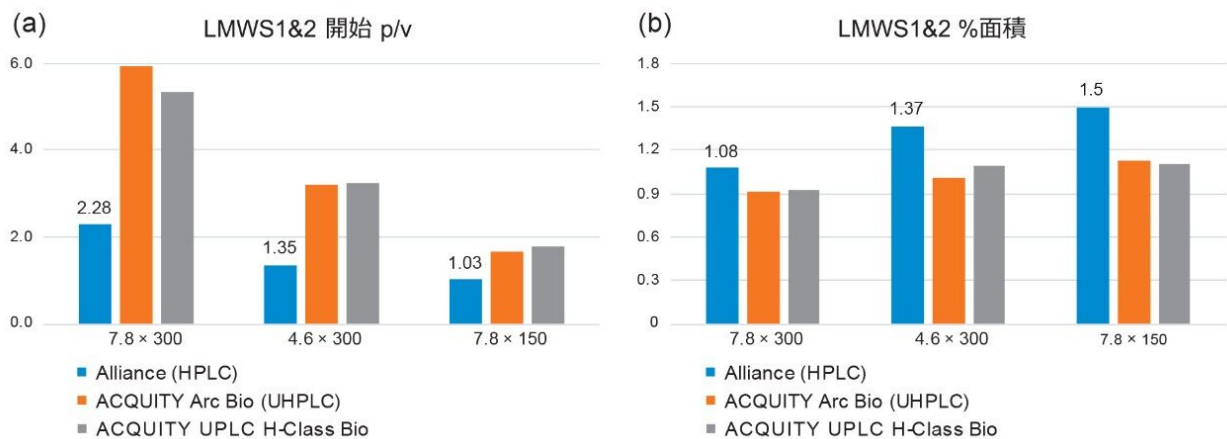 (a)
LMWS1&2 開始 p/v
6.0
4.0
2.0
0.0
2.28
1.35
1.03
7.8 × 300
4.6 × 300
7.8 × 150
Alliance (HPLC)
ACQUITY Arc Bio (UHPLC)
ACQUITY UPLC H-Class Bio
(b)
LMWS1&2 %面積
1.8
1.5
1.2
0.9
0.6
0.3
0
1.08
1.37
1.5
7.8 × 300
4.6 × 300
7.8 × 150
Alliance (HPLC)
ACQUITY Arc Bio (UHPLC)
ACQUITY UPLC H-Class Bio